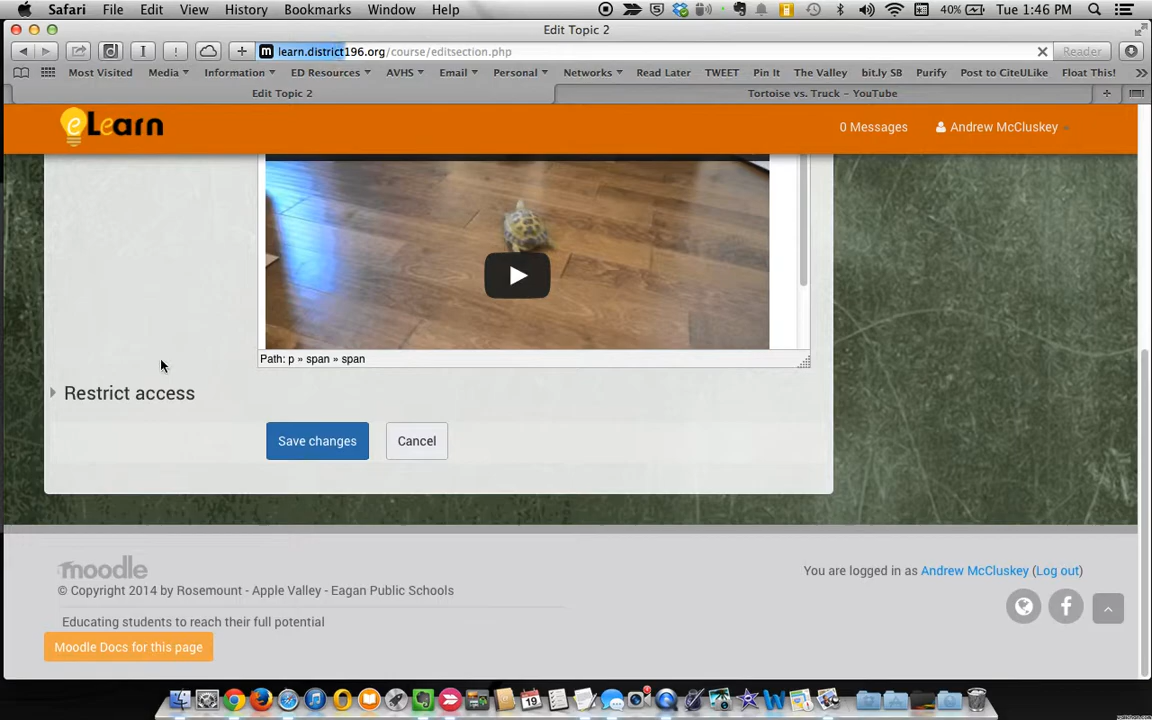 Safari File Edit View History Bookmarks Window Help 40% Tue 1:46 PM
Edit Topic 2
learn.district196.org/course/editsection.php Reader
Most Visited Media Information ED Resources AVHS Email Personal Networks Read Later TWEET Pin It The Valley bit.ly SB Purify Post to CiteULike Float This!
Edit Topic 2 Tortoise vs. Truck – YouTube
eLearn 0 Messages Andrew McCluskey
Path: p » span » span
Restrict access
Save changes Cancel
moodle
You are logged in as Andrew McCluskey (Log out)
© Copyright 2014 by Rosemount - Apple Valley - Eagan Public Schools
Educating students to reach their full potential
Moodle Docs for this page